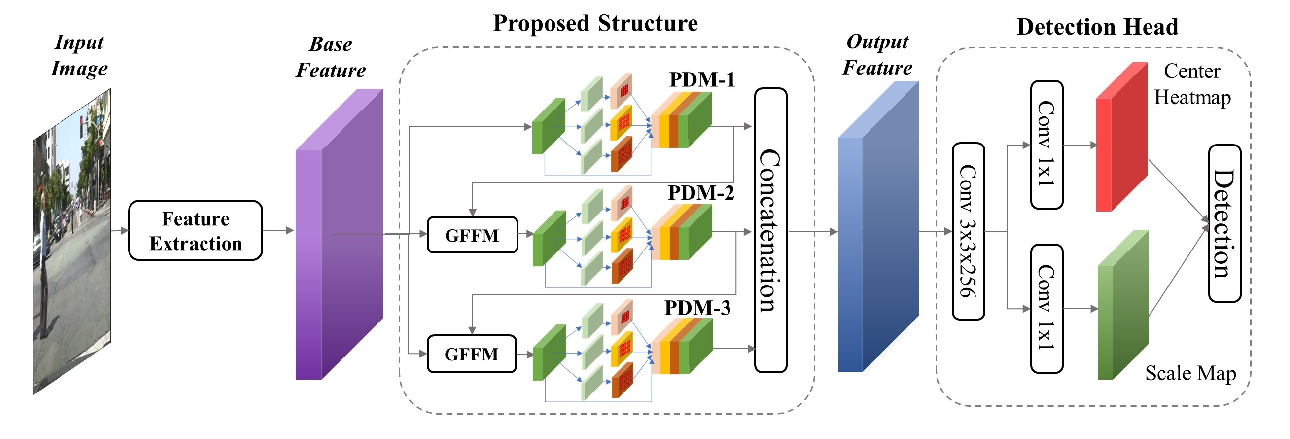 Input
Image
Feature
Extraction
Base
Feature
Proposed Structure
PDM-1
PDM-2
GFFM
PDM-3
GFFM
Concatenation
Output
Feature
Detection Head
Conv 3x3x256
Conv 1x1
Center
Heatmap
Conv 1x1
Scale Map
Detection